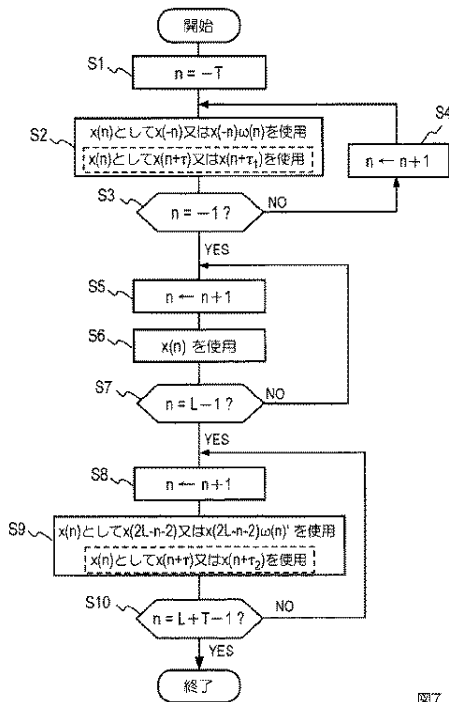 開始
S1
n = −T
S4
S2
x(n)としてx(-n)又はx(-n)ω(n)を使用
x(n)としてx(n+τ)又はx(n+τ₁)を使用
n ← n+1
S3
n = −1 ?
NO
YES
S5
n ← n+1
S6
x(n) を使用
S7
n = L−1 ?
NO
YES
S8
n ← n+1
S9
x(n)としてx(2L-n-2)又はx(2L-n-2)ω(n)' を使用
x(n)としてx(n+τ)又はx(n+τ₂)を使用
S10
n = L+T−1 ?
NO
YES
終了
図7